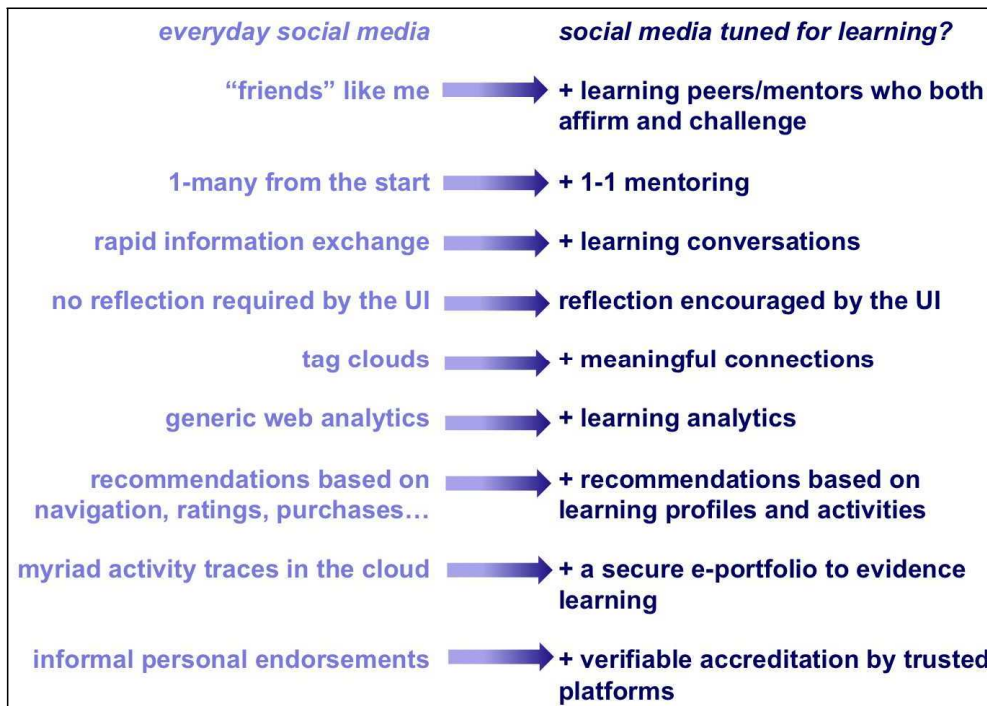 everyday social media
social media tuned for learning?
“friends” like me
+ learning peers/mentors who both
affirm and challenge
1-many from the start
+ 1-1 mentoring
rapid information exchange
+ learning conversations
no reflection required by the UI
reflection encouraged by the UI
tag clouds
+ meaningful connections
generic web analytics
+ learning analytics
recommendations based on
navigation, ratings, purchases…
+ recommendations based on
learning profiles and activities
myriad activity traces in the cloud
+ a secure e-portfolio to evidence
learning
informal personal endorsements
+ verifiable accreditation by trusted
platforms